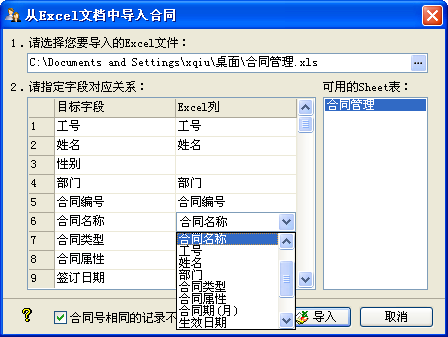 从Excel文档中导入合同
1. 请选择您要导入的Excel文件：
C:\Documents and Settings\xqiu\桌面\合同管理.xls ...
2. 请指定字段对应关系： 可用的Sheet表：
目标字段 Excel列 合同管理
1 工号 工号
2 姓名 姓名
3 性别
4 部门 部门
5 合同编号 合同编号
6 合同名称 合同名称
7 合同类型 合同名称
工号
8 合同属性 姓名
部门
9 签订日期 合同类型
合同属性
合同期(月)
生效日期
? 合同号相同的记录不 导入 取消